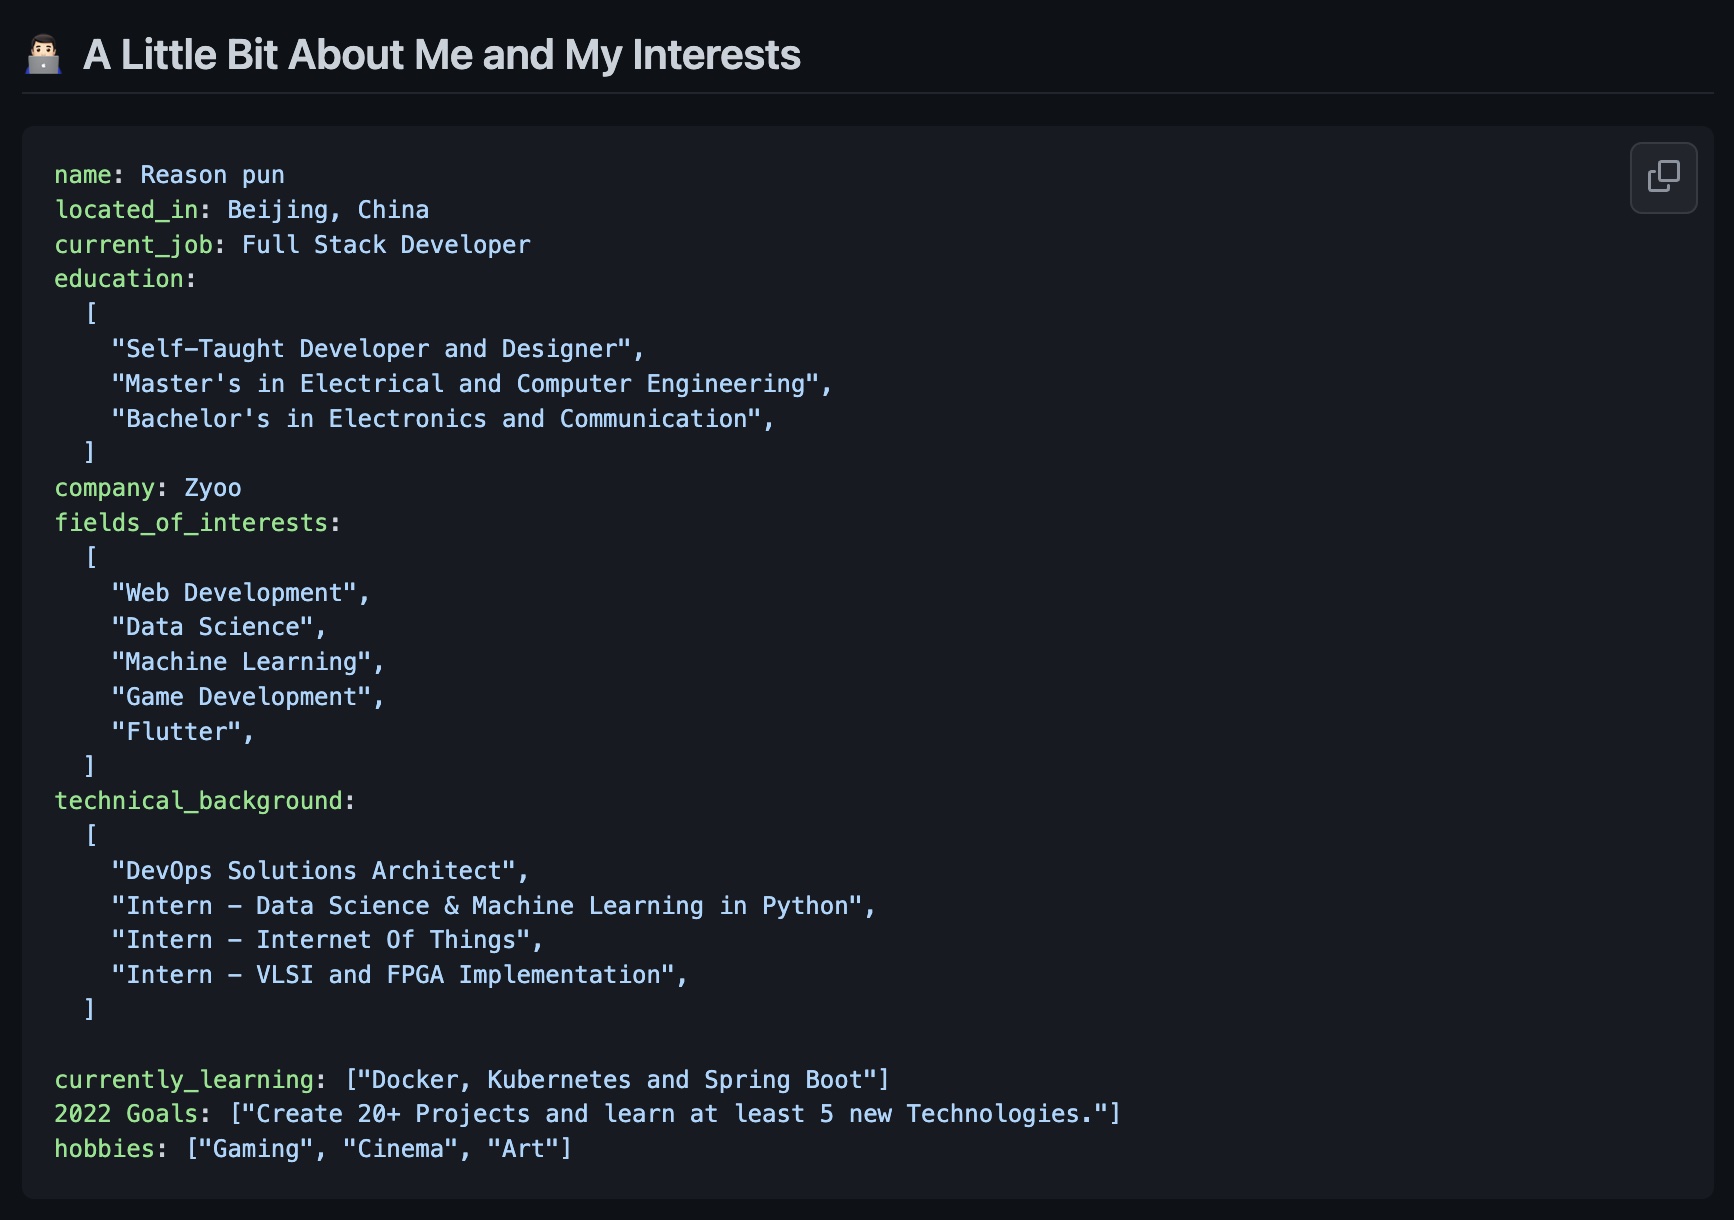 A Little Bit About Me and My Interests
name: Reason pun
located_in: Beijing, China
current_job: Full Stack Developer
education:
  [
    "Self-Taught Developer and Designer",
    "Master's in Electrical and Computer Engineering",
    "Bachelor's in Electronics and Communication",
  ]
company: Zyoo
fields_of_interests:
  [
    "Web Development",
    "Data Science",
    "Machine Learning",
    "Game Development",
    "Flutter",
  ]
technical_background:
  [
    "DevOps Solutions Architect",
    "Intern - Data Science & Machine Learning in Python",
    "Intern - Internet Of Things",
    "Intern - VLSI and FPGA Implementation",
  ]

currently_learning: ["Docker, Kubernetes and Spring Boot"]
2022 Goals: ["Create 20+ Projects and learn at least 5 new Technologies."]
hobbies: ["Gaming", "Cinema", "Art"]